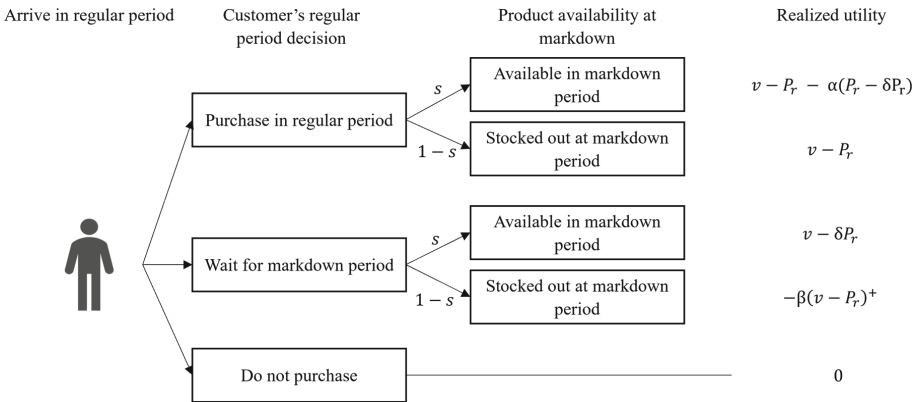 Arrive in regular period
Customer’s regular
period decision
Product availability at
markdown
Realized utility
Purchase in regular period
s
1 − s
Available in markdown
period
v − P_r − α(P_r − δP_r)
Stocked out at markdown
period
v − P_r
Wait for markdown period
s
1 − s
Available in markdown
period
v − δP_r
Stocked out at markdown
period
−β(v − P_r)⁺
Do not purchase
0